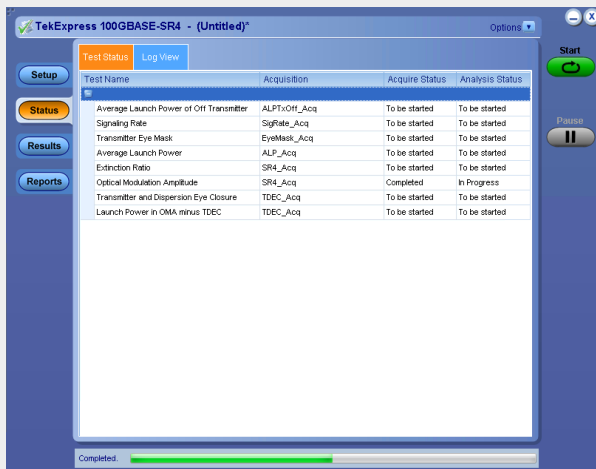 TekExpress 100GBASE-SR4 - (Untitled)*
Options
Start
Test Status
Log View
Setup
Test Name Acquisition Acquire Status Analysis Status
Status
Average Launch Power of Off Transmitter ALPTxOff_Acq To be started To be started
Signaling Rate SigRate_Acq To be started To be started
Pause
Transmitter Eye Mask EyeMask_Acq To be started To be started
Results
Average Launch Power ALP_Acq To be started To be started
Extinction Ratio SR4_Acq To be started To be started
Reports
Optical Modulation Amplitude SR4_Acq Completed In Progress
Transmitter and Dispersion Eye Closure TDEC_Acq To be started To be started
Launch Power in OMA minus TDEC TDEC_Acq To be started To be started
Completed.